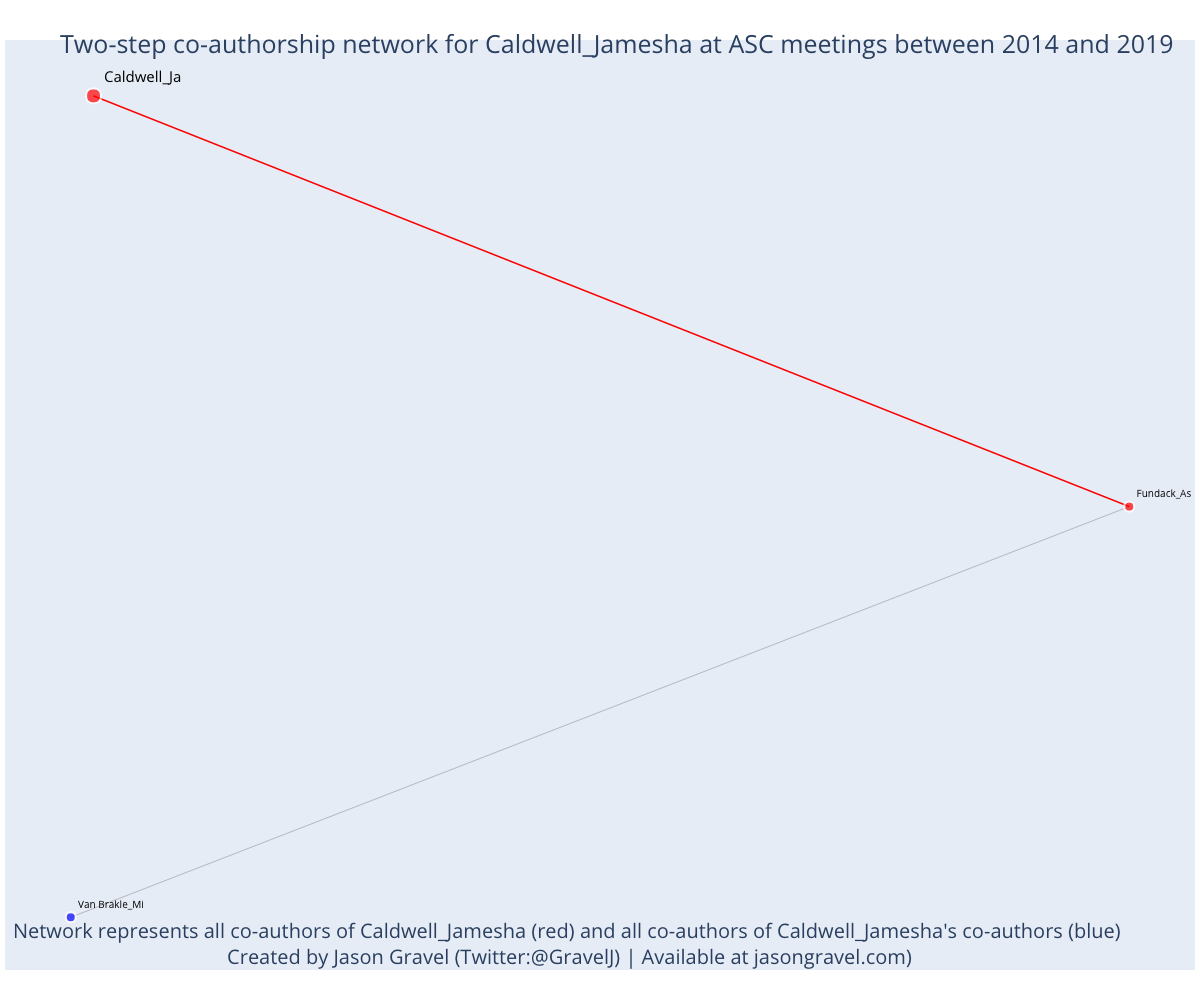 Two-step co-authorship network for Caldwell_Jamesha at ASC meetings between 2014 and 2019
Caldwell_Ja
Fundack_As
Van Brakle_Mi
Network represents all co-authors of Caldwell_Jamesha (red) and all co-authors of Caldwell_Jamesha's co-authors (blue)
Created by Jason Gravel (Twitter:@GravelJ) | Available at jasongravel.com)